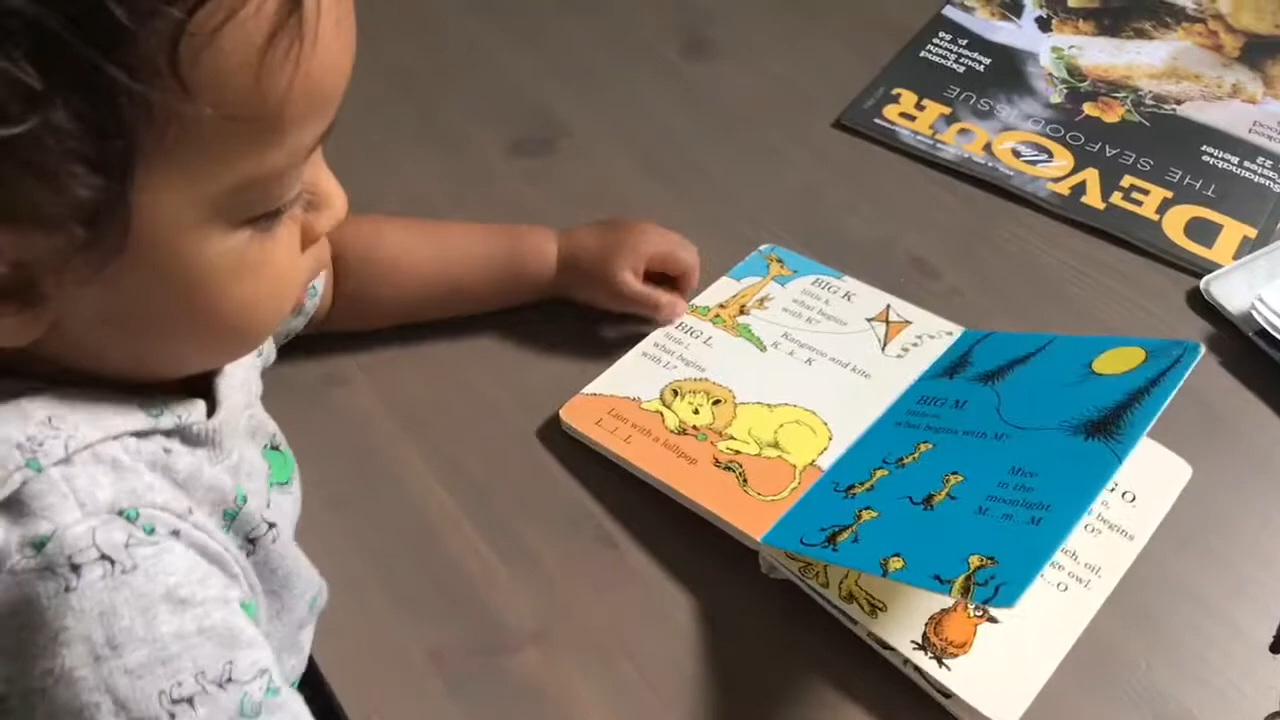 BIG K.
little k,
what begins
with K?
Kangaroo and kite.
K...k...K
BIG L.
little l,
what begins
with L?
Lion with a lollipop.
L...l...L
BIG M.
little m,
what begins with M?
Mice
in the
moonlight.
M...m...M
G O.
begins
O?
ich, oil,
ge owl.
...O
DEVOUR
THE SEAFOOD ISSUE
Expand
Your Sushi
Repertoire
p. 56
Sustainable
Tastes Better
22